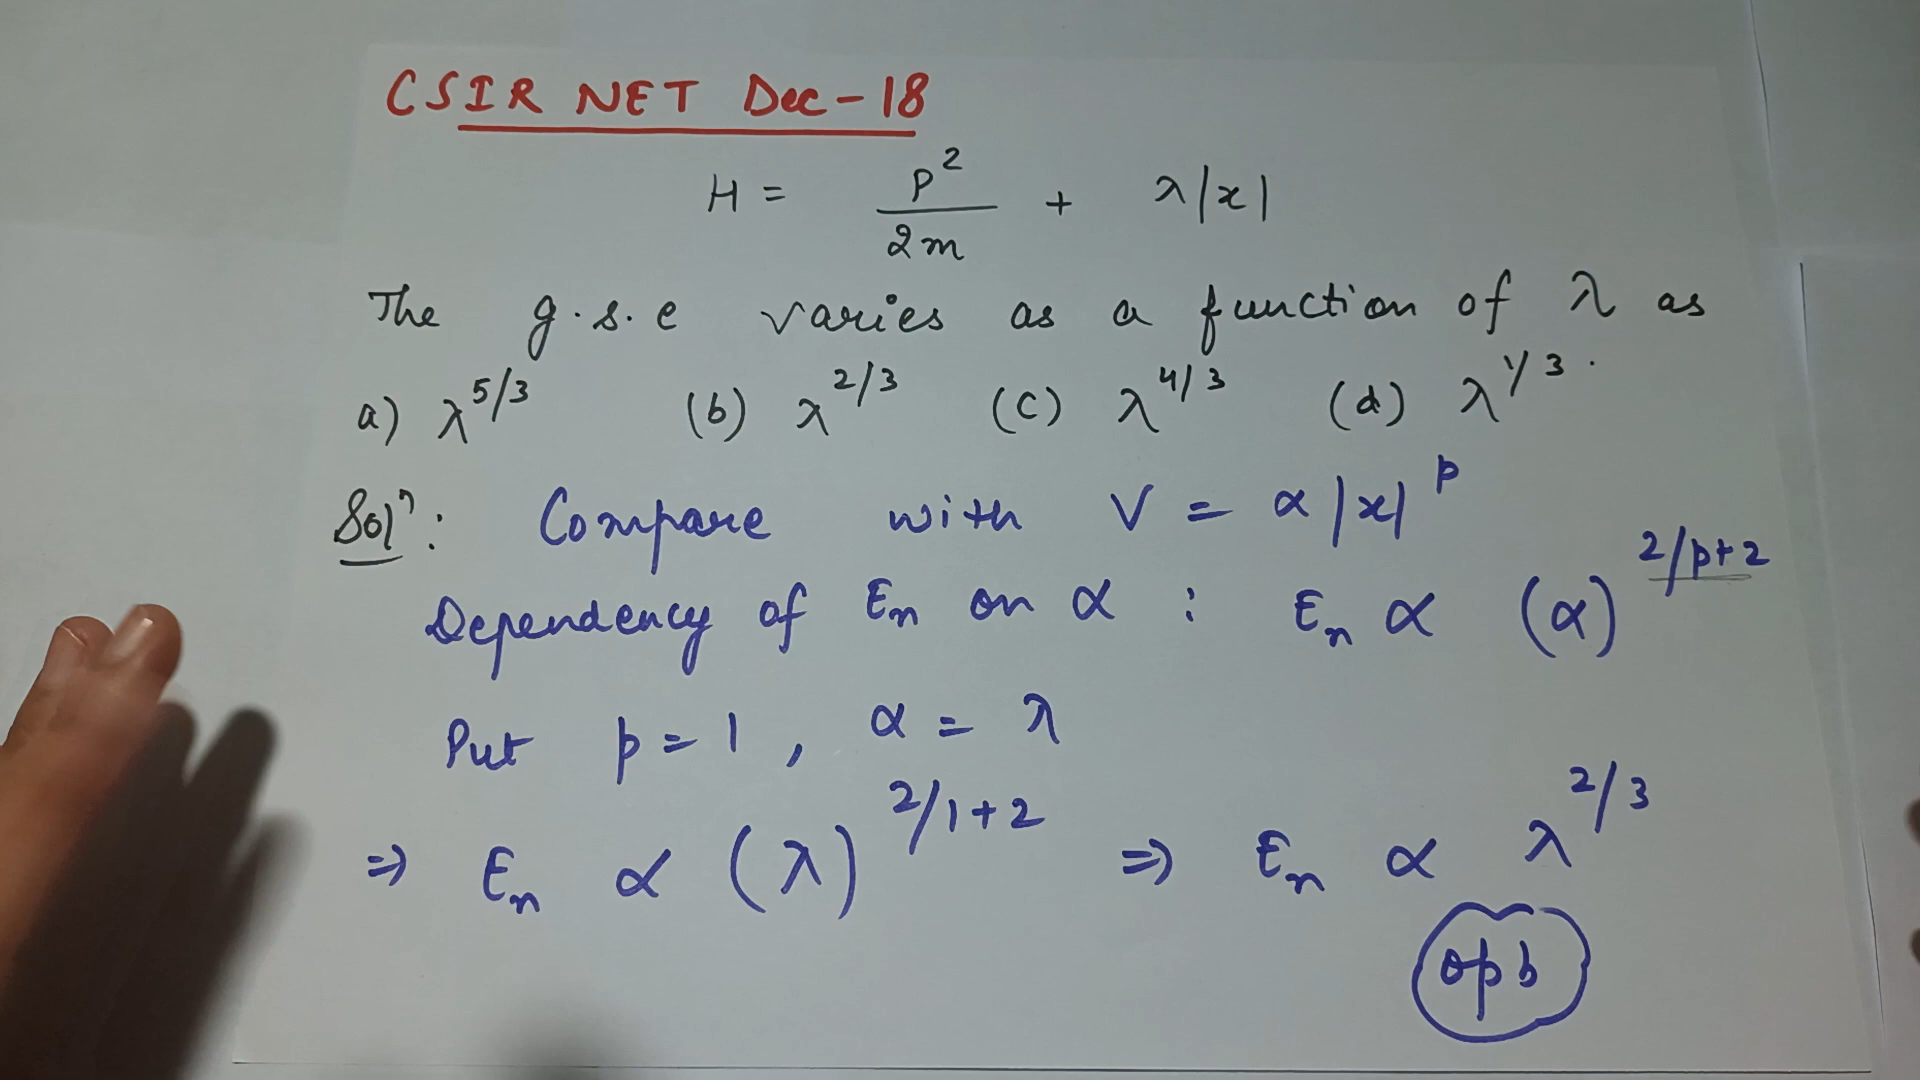 CSIR NET Dec-18
H = p²/2m + λ|x|
The g.s.e varies as a function of λ as
a) λ^5/3 (b) λ^2/3 (c) λ^4/3 (d) λ^1/3.
Solⁿ: Compare with V = α|x|^p
Dependency of Eₙ on α : Eₙ ∝ (α)^2/p+2
Put p = 1, α = λ
⇒ Eₙ ∝ (λ)^2/1+2 ⇒ Eₙ ∝ λ^2/3
op b